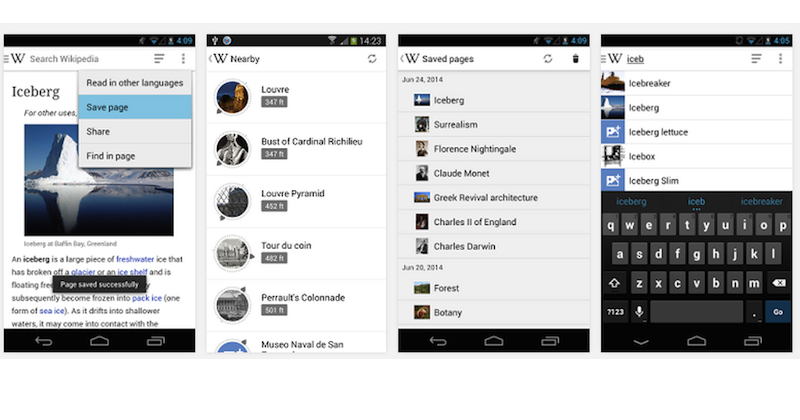 4:09
W Search Wikipedia
Read in other languages
Save page
Share
Find in page
Iceberg
For other uses,
Iceberg at Baffin Bay, Greenland
An iceberg is a large piece of freshwater ice that
has broken off a glacier or an ice shelf and is
floating free
Page saved successfully
subsequently become frozen into pack ice (one
form of sea ice). As it drifts into shallower
waters, it may come into contact with the
14:23
W Nearby
Louvre
347 ft
Bust of Cardinal Richilieu
347 ft
Louvre Pyramid
452 ft
Tour du coin
482 ft
Perrault's Colonnade
501 ft
Museo Naval de San
4:09
W Saved pages
Jun 24, 2014
Iceberg
Surrealism
Florence Nightingale
Claude Monet
Greek Revival architecture
Charles II of England
Charles Darwin
Jun 20, 2014
Forest
Botany
4:05
W iceb
Icebreaker
Iceberg
Iceberg lettuce
Icebox
Iceberg Slim
iceberg iceb icebreaker
q w e r t y u i o p
a s d f g h j k l
z x c v b n m
?123 . Go